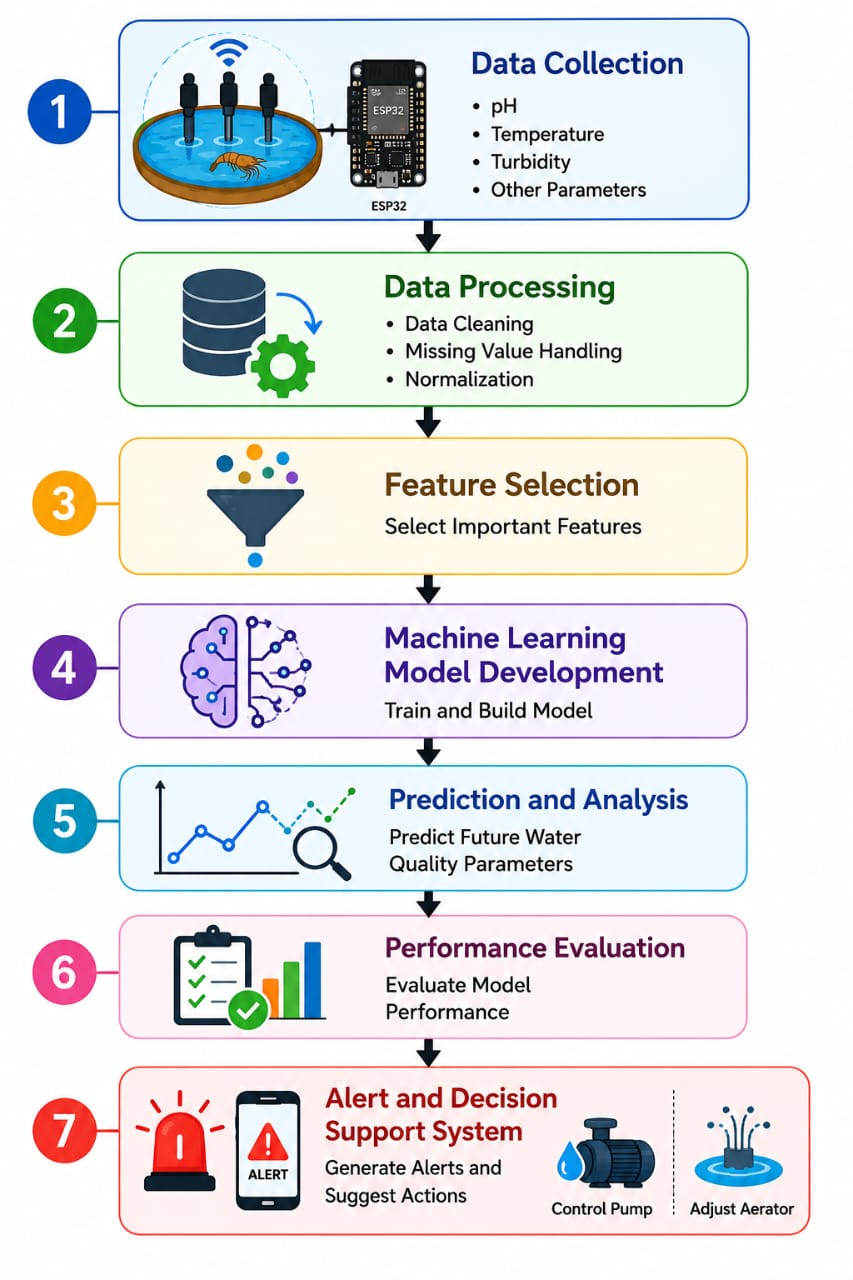 1
ESP32
ESP32
Data Collection
• pH
• Temperature
• Turbidity
• Other Parameters
2
Data Processing
• Data Cleaning
• Missing Value Handling
• Normalization
3
Feature Selection
Select Important Features
4
Machine Learning
Model Development
Train and Build Model
5
Prediction and Analysis
Predict Future Water
Quality Parameters
6
Performance Evaluation
Evaluate Model
Performance
7
ALERT
Alert and Decision
Support System
Generate Alerts and
Suggest Actions
Control Pump
Adjust Aerator